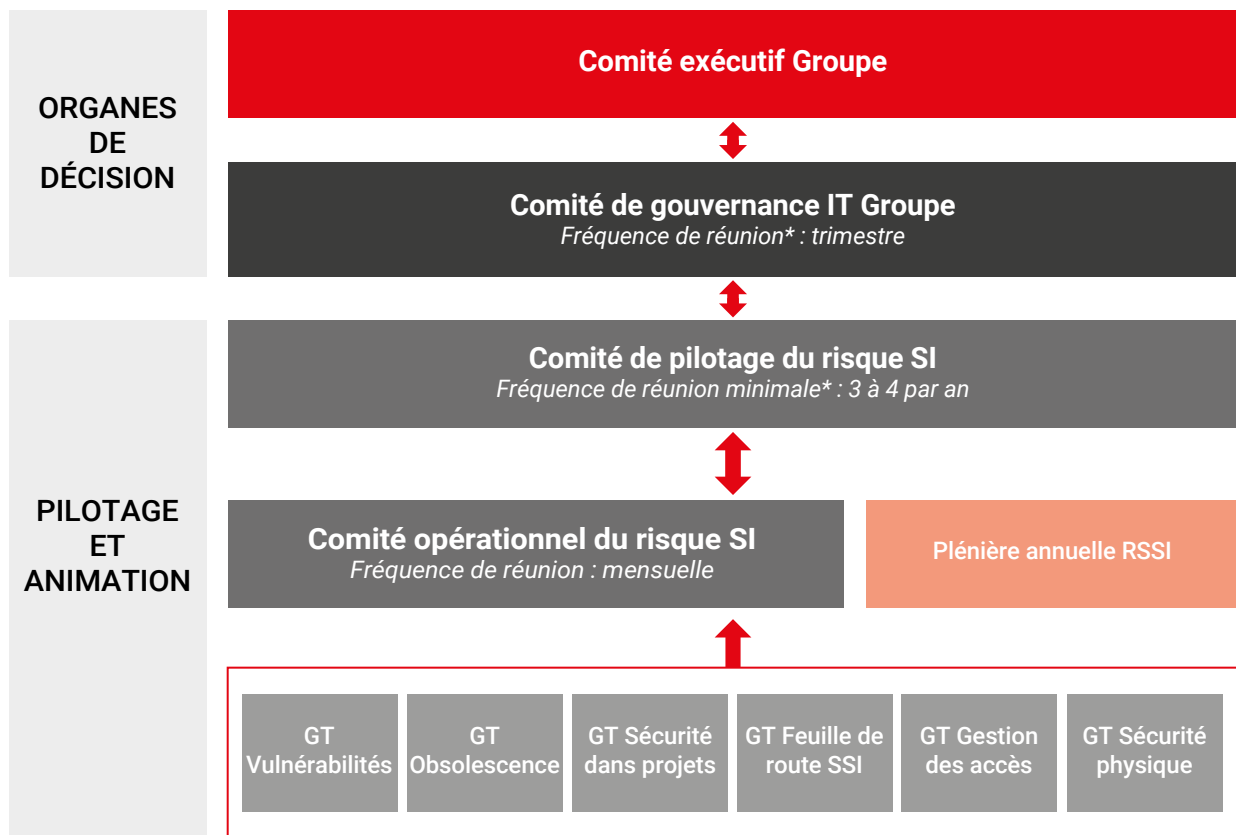 ORGANES
DE
DÉCISION
Comité exécutif Groupe
Comité de gouvernance IT Groupe
Fréquence de réunion* : trimestre
PILOTAGE
ET
ANIMATION
Comité de pilotage du risque SI
Fréquence de réunion minimale* : 3 à 4 par an
Comité opérationnel du risque SI
Fréquence de réunion : mensuelle
Plénière annuelle RSSI
GT
Vulnérabilités
GT
Obsolescence
GT Sécurité
dans projets
GT Feuille de
route SSI
GT Gestion
des accès
GT Sécurité
physique